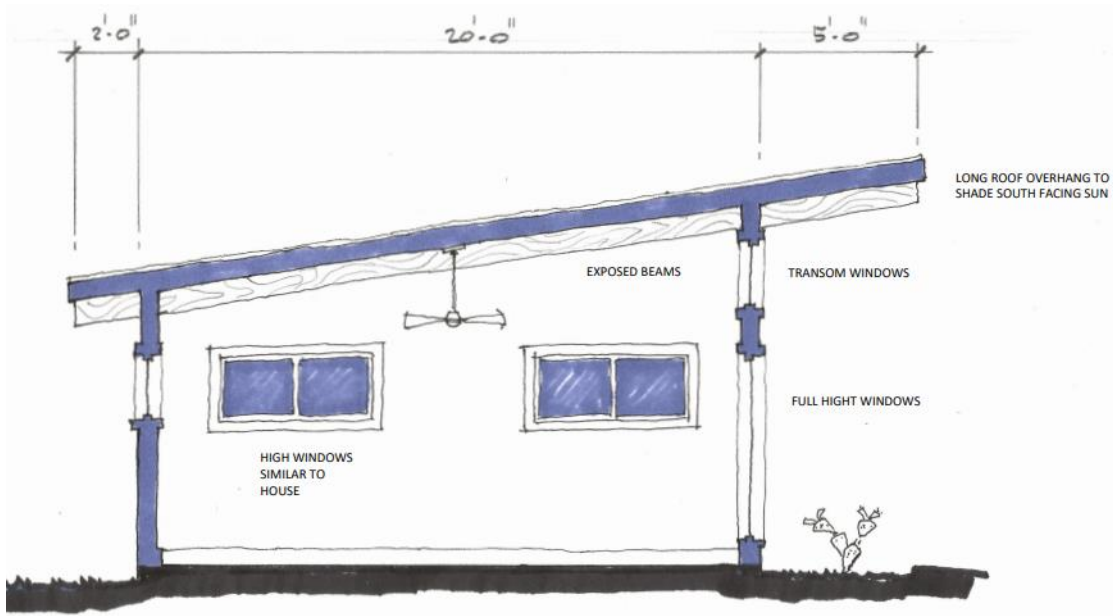 2'-0" 20'-0" 5'-0"
LONG ROOF OVERHANG TO
SHADE SOUTH FACING SUN
EXPOSED BEAMS
TRANSOM WINDOWS
FULL HIGHT WINDOWS
HIGH WINDOWS
SIMILAR TO
HOUSE